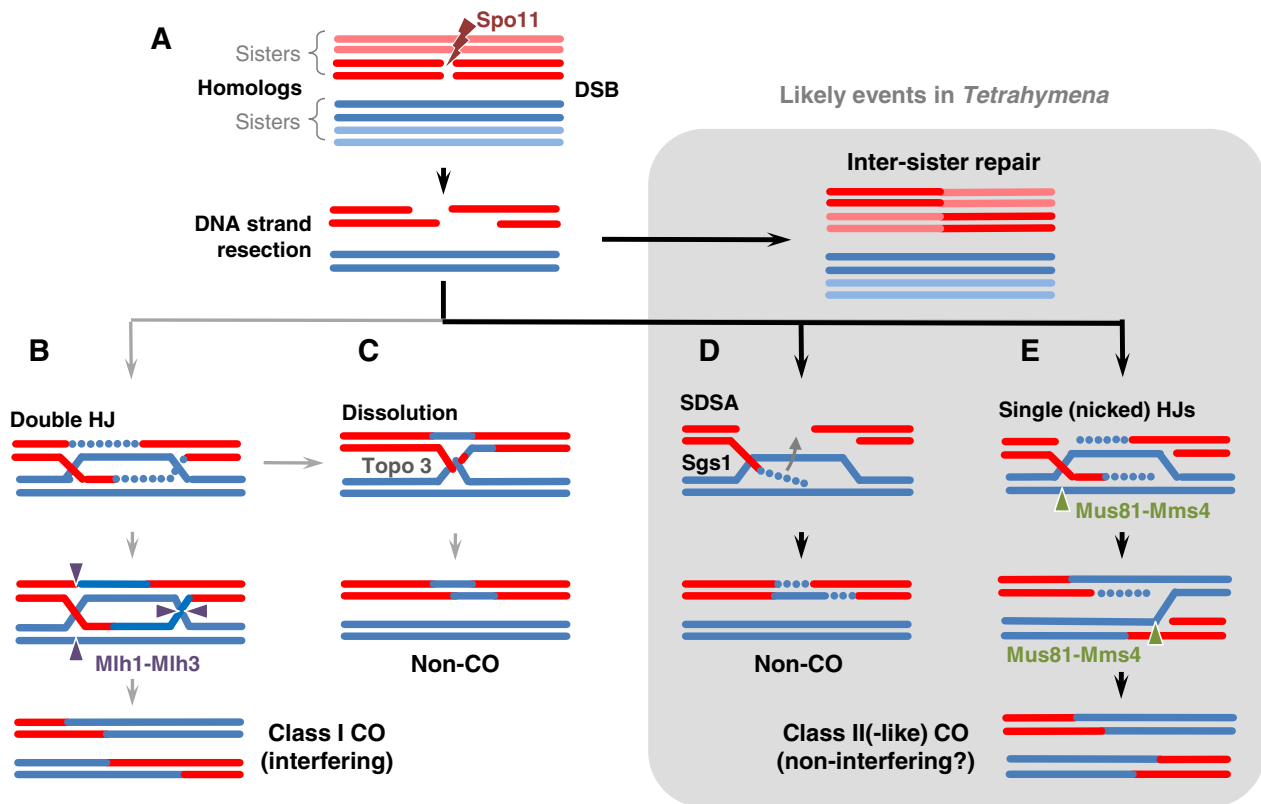 A
Spo11
Sisters
Homologs
DSB
Sisters
Likely events in Tetrahymena
Inter-sister repair
DNA strand
resection
B
C
D
E
Double HJ
Dissolution
Topo 3
SDSA
Sgs1
Single (nicked) HJs
Mus81-Mms4
Mlh1-Mlh3
Non-CO
Non-CO
Mus81-Mms4
Class I CO
(interfering)
Class II(-like) CO
(non-interfering?)